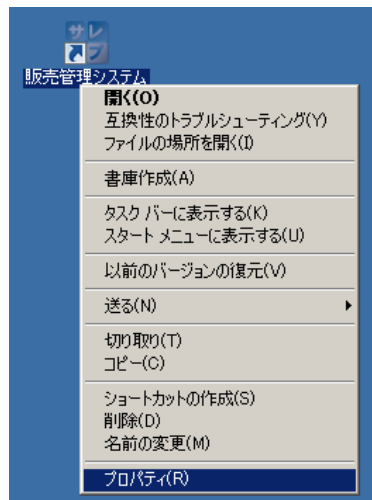 サレ
プ
販売管理システム
開く(O)
互換性のトラブルシューティング(Y)
ファイルの場所を開く(I)
書庫作成(A)
タスク バーに表示する(K)
スタート メニューに表示する(U)
以前のバージョンの復元(V)
送る(N)
切り取り(T)
コピー(C)
ショートカットの作成(S)
削除(D)
名前の変更(M)
プロパティ(R)